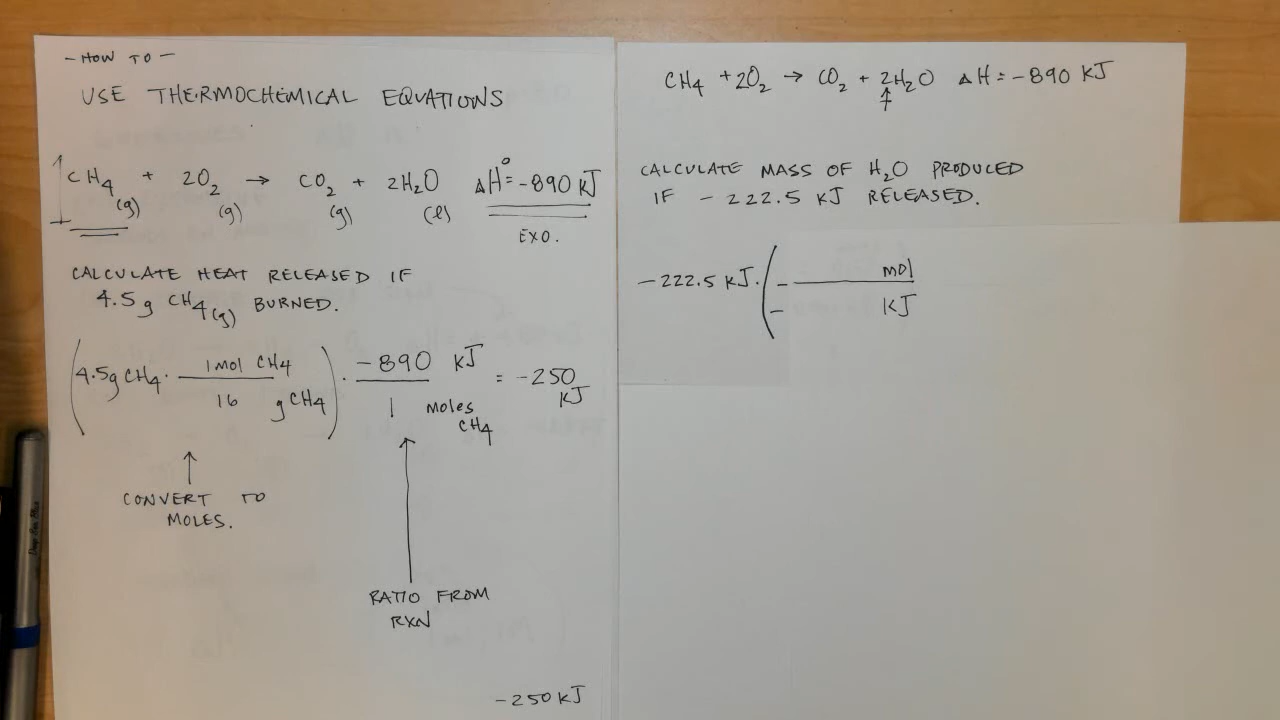 - HOW TO -
USE THERMOCHEMICAL EQUATIONS
CH4(g) + 2O2(g) → CO2(g) + 2H2O(l) ΔH° = -890 KJ
EXO.
CALCULATE HEAT RELEASED IF
4.5g CH4(g) BURNED.
(4.5g CH4 · 1 mol CH4 / 16 g CH4) · -890 KJ / 1 moles CH4 = -250 KJ
CONVERT TO
MOLES.
RATIO FROM
RXN
-250 KJ
CH4 + 2O2 → CO2 + 2H2O ΔH = -890 KJ
CALCULATE MASS OF H2O PRODUCED
IF -222.5 KJ RELEASED.
-222.5 KJ · ( - mol / - KJ